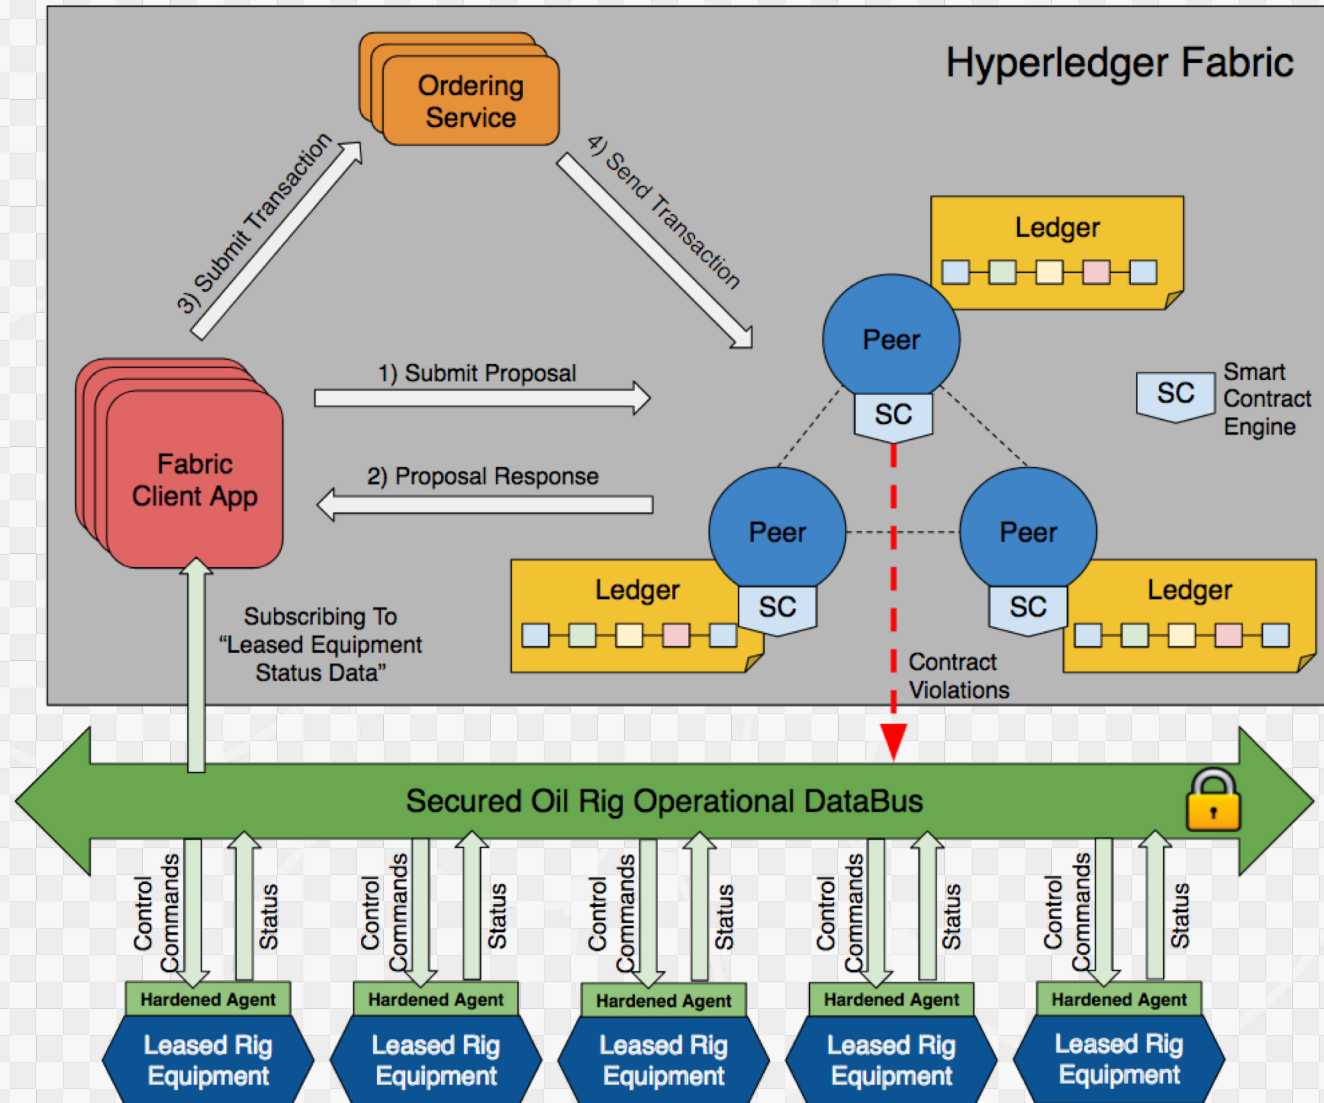 Hyperledger Fabric
Ordering
Service
3) Submit Transaction
4) Send Transaction
Ledger
Peer
SC
SC
Smart
Contract
Engine
1) Submit Proposal
2) Proposal Response
Fabric
Client App
Peer
Peer
Ledger
SC
SC
Ledger
Subscribing To
“Leased Equipment
Status Data”
Contract
Violations
Secured Oil Rig Operational DataBus
Control
Commands
Status
Control
Commands
Status
Control
Commands
Status
Control
Commands
Status
Control
Commands
Status
Hardened Agent
Hardened Agent
Hardened Agent
Hardened Agent
Hardened Agent
Leased Rig
Equipment
Leased Rig
Equipment
Leased Rig
Equipment
Leased Rig
Equipment
Leased Rig
Equipment